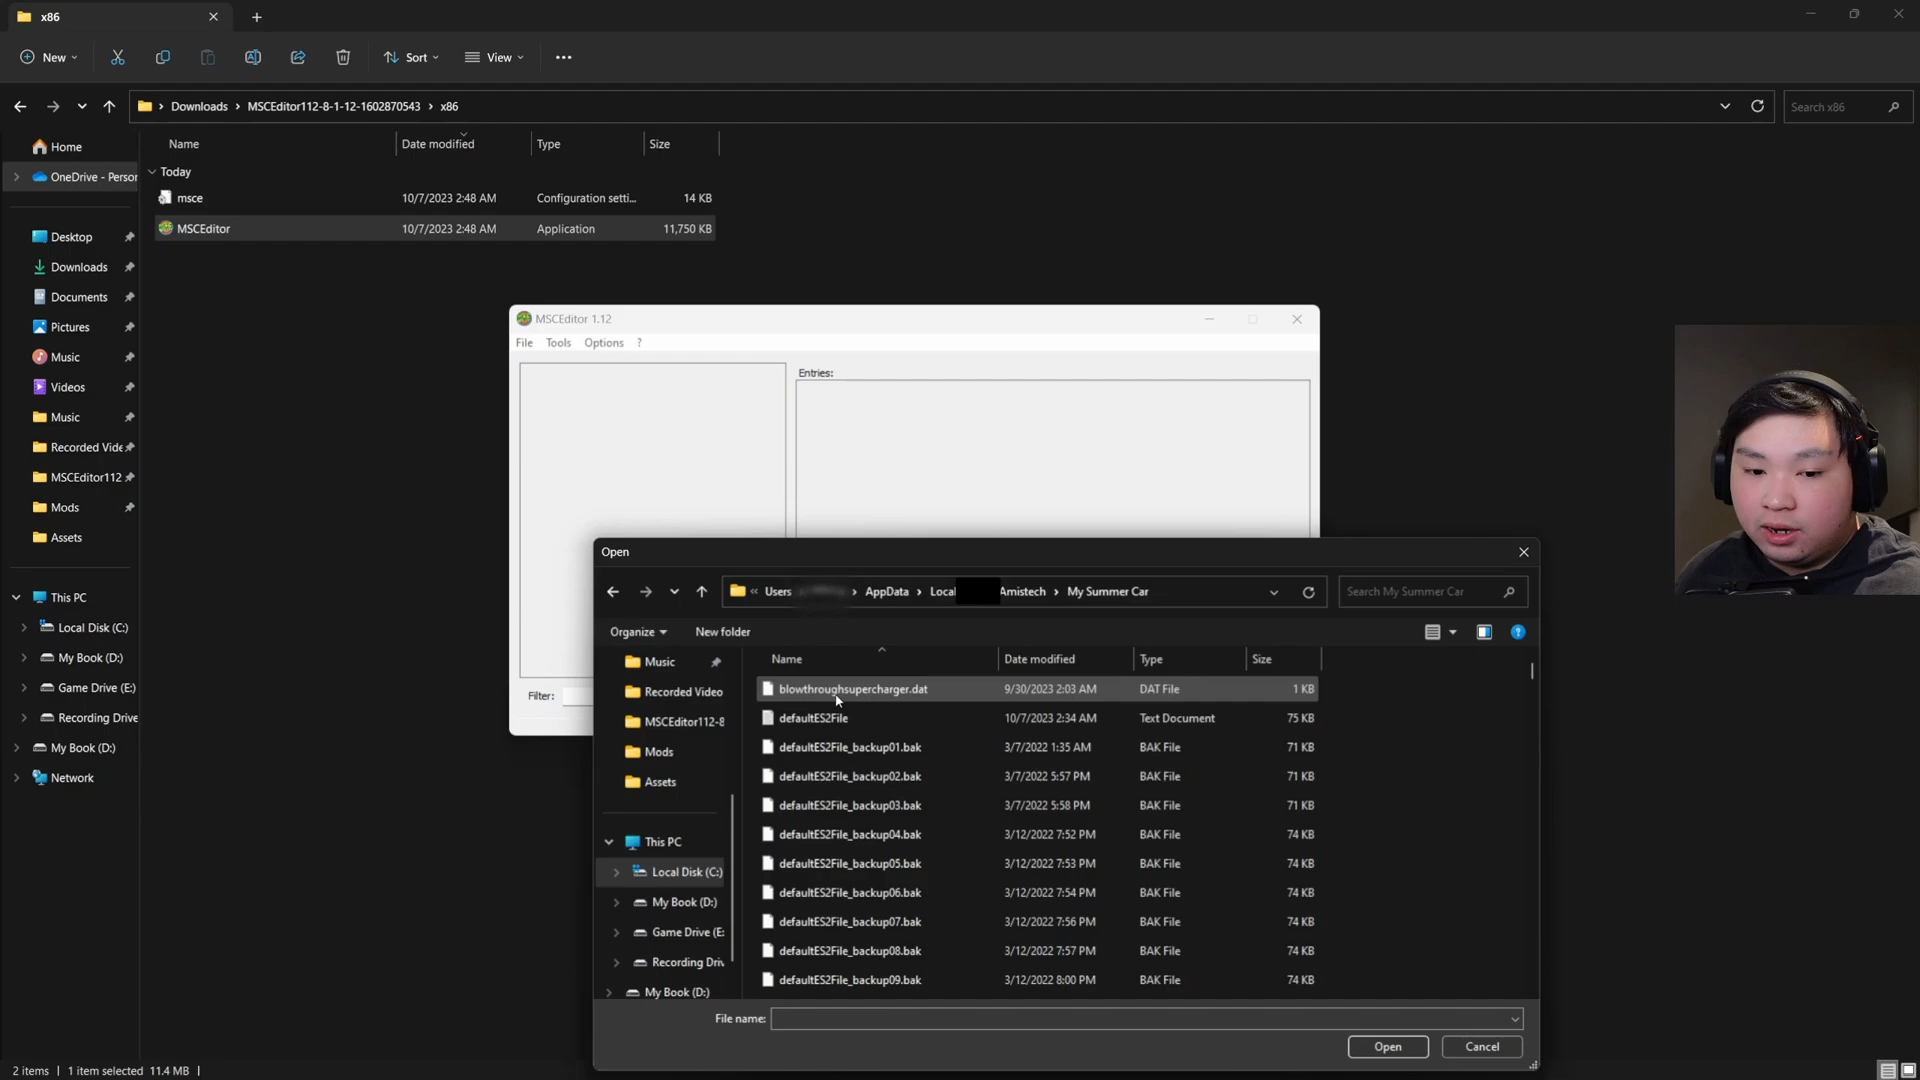 x86
New
Sort
View
Downloads > MSCEditor112-8-1-12-1602870543 > x86
Search x86
Name Date modified Type Size
Home
OneDrive - Person
Today
msce 10/7/2023 2:48 AM Configuration setti... 14 KB
MSCEditor 10/7/2023 2:48 AM Application 11,750 KB
Desktop
Downloads
Documents
Pictures
Music
Videos
Music
Recorded Vide
MSCEditor112
Mods
Assets
This PC
Local Disk (C:)
My Book (D:)
Game Drive (E:)
Recording Drive
My Book (D:)
Network
MSCEditor 1.12
File Tools Options ?
Entries:
Filter:
Open
« Users > AppData > Local Amistech > My Summer Car
Search My Summer Car
Organize New folder
Name Date modified Type Size
Music
Recorded Video
MSCEditor112-8
Mods
Assets
This PC
Local Disk (C:)
My Book (D:)
Game Drive (E:
Recording Driv
My Book (D:)
blowthroughsupercharger.dat 9/30/2023 2:03 AM DAT File 1 KB
defaultES2File 10/7/2023 2:34 AM Text Document 75 KB
defaultES2File_backup01.bak 3/7/2022 1:35 AM BAK File 71 KB
defaultES2File_backup02.bak 3/7/2022 5:57 PM BAK File 71 KB
defaultES2File_backup03.bak 3/7/2022 5:58 PM BAK File 71 KB
defaultES2File_backup04.bak 3/12/2022 7:52 PM BAK File 74 KB
defaultES2File_backup05.bak 3/12/2022 7:53 PM BAK File 74 KB
defaultES2File_backup06.bak 3/12/2022 7:54 PM BAK File 74 KB
defaultES2File_backup07.bak 3/12/2022 7:56 PM BAK File 74 KB
defaultES2File_backup08.bak 3/12/2022 7:57 PM BAK File 74 KB
defaultES2File_backup09.bak 3/12/2022 8:00 PM BAK File 74 KB
File name:
Open Cancel
2 items 1 item selected 11.4 MB